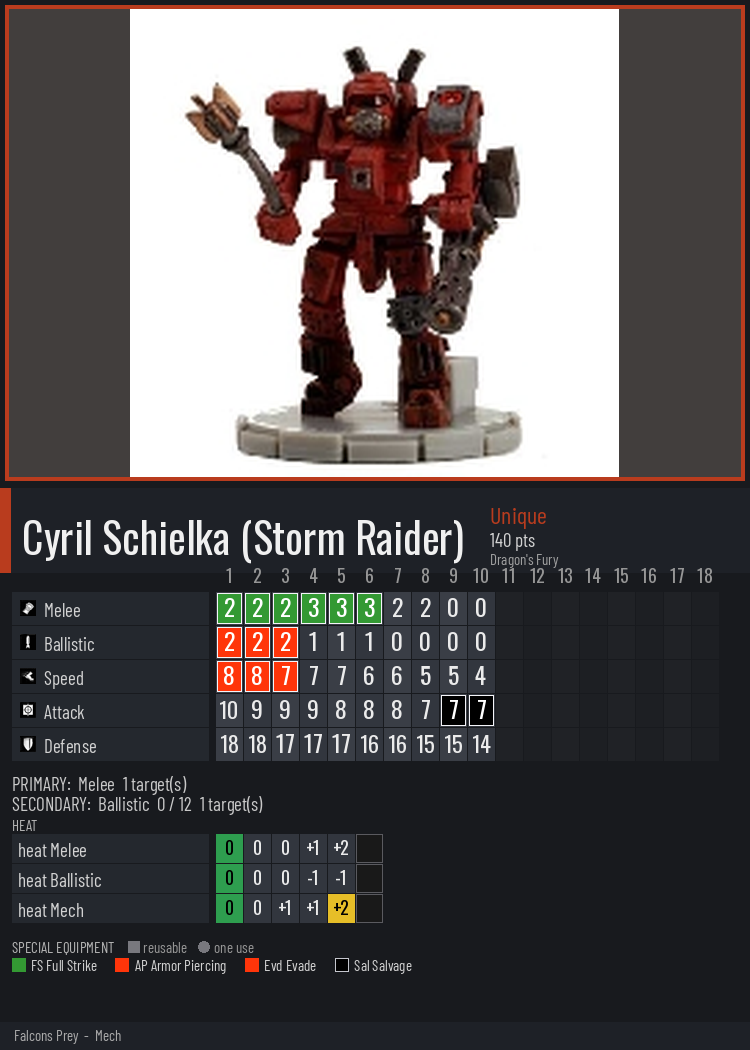 Cyril Schielka (Storm Raider)
Unique
140 pts
Dragon's Fury
1 2 3 4 5 6 7 8 9 10 11 12 13 14 15 16 17 18
Melee 2 2 2 3 3 3 2 2 0 0
Ballistic 2 2 2 1 1 1 0 0 0 0
Speed 8 8 7 7 7 6 6 5 5 4
Attack 10 9 9 9 8 8 8 7 7 7
Defense 18 18 17 17 17 16 16 15 15 14
PRIMARY: Melee 1 target(s)
SECONDARY: Ballistic 0 / 12 1 target(s)
HEAT
heat Melee 0 0 0 +1 +2
heat Ballistic 0 0 0 -1 -1
heat Mech 0 0 +1 +1 +2
SPECIAL EQUIPMENT reusable one use
FS Full Strike AP Armor Piercing Evd Evade Sal Salvage
Falcons Prey - Mech